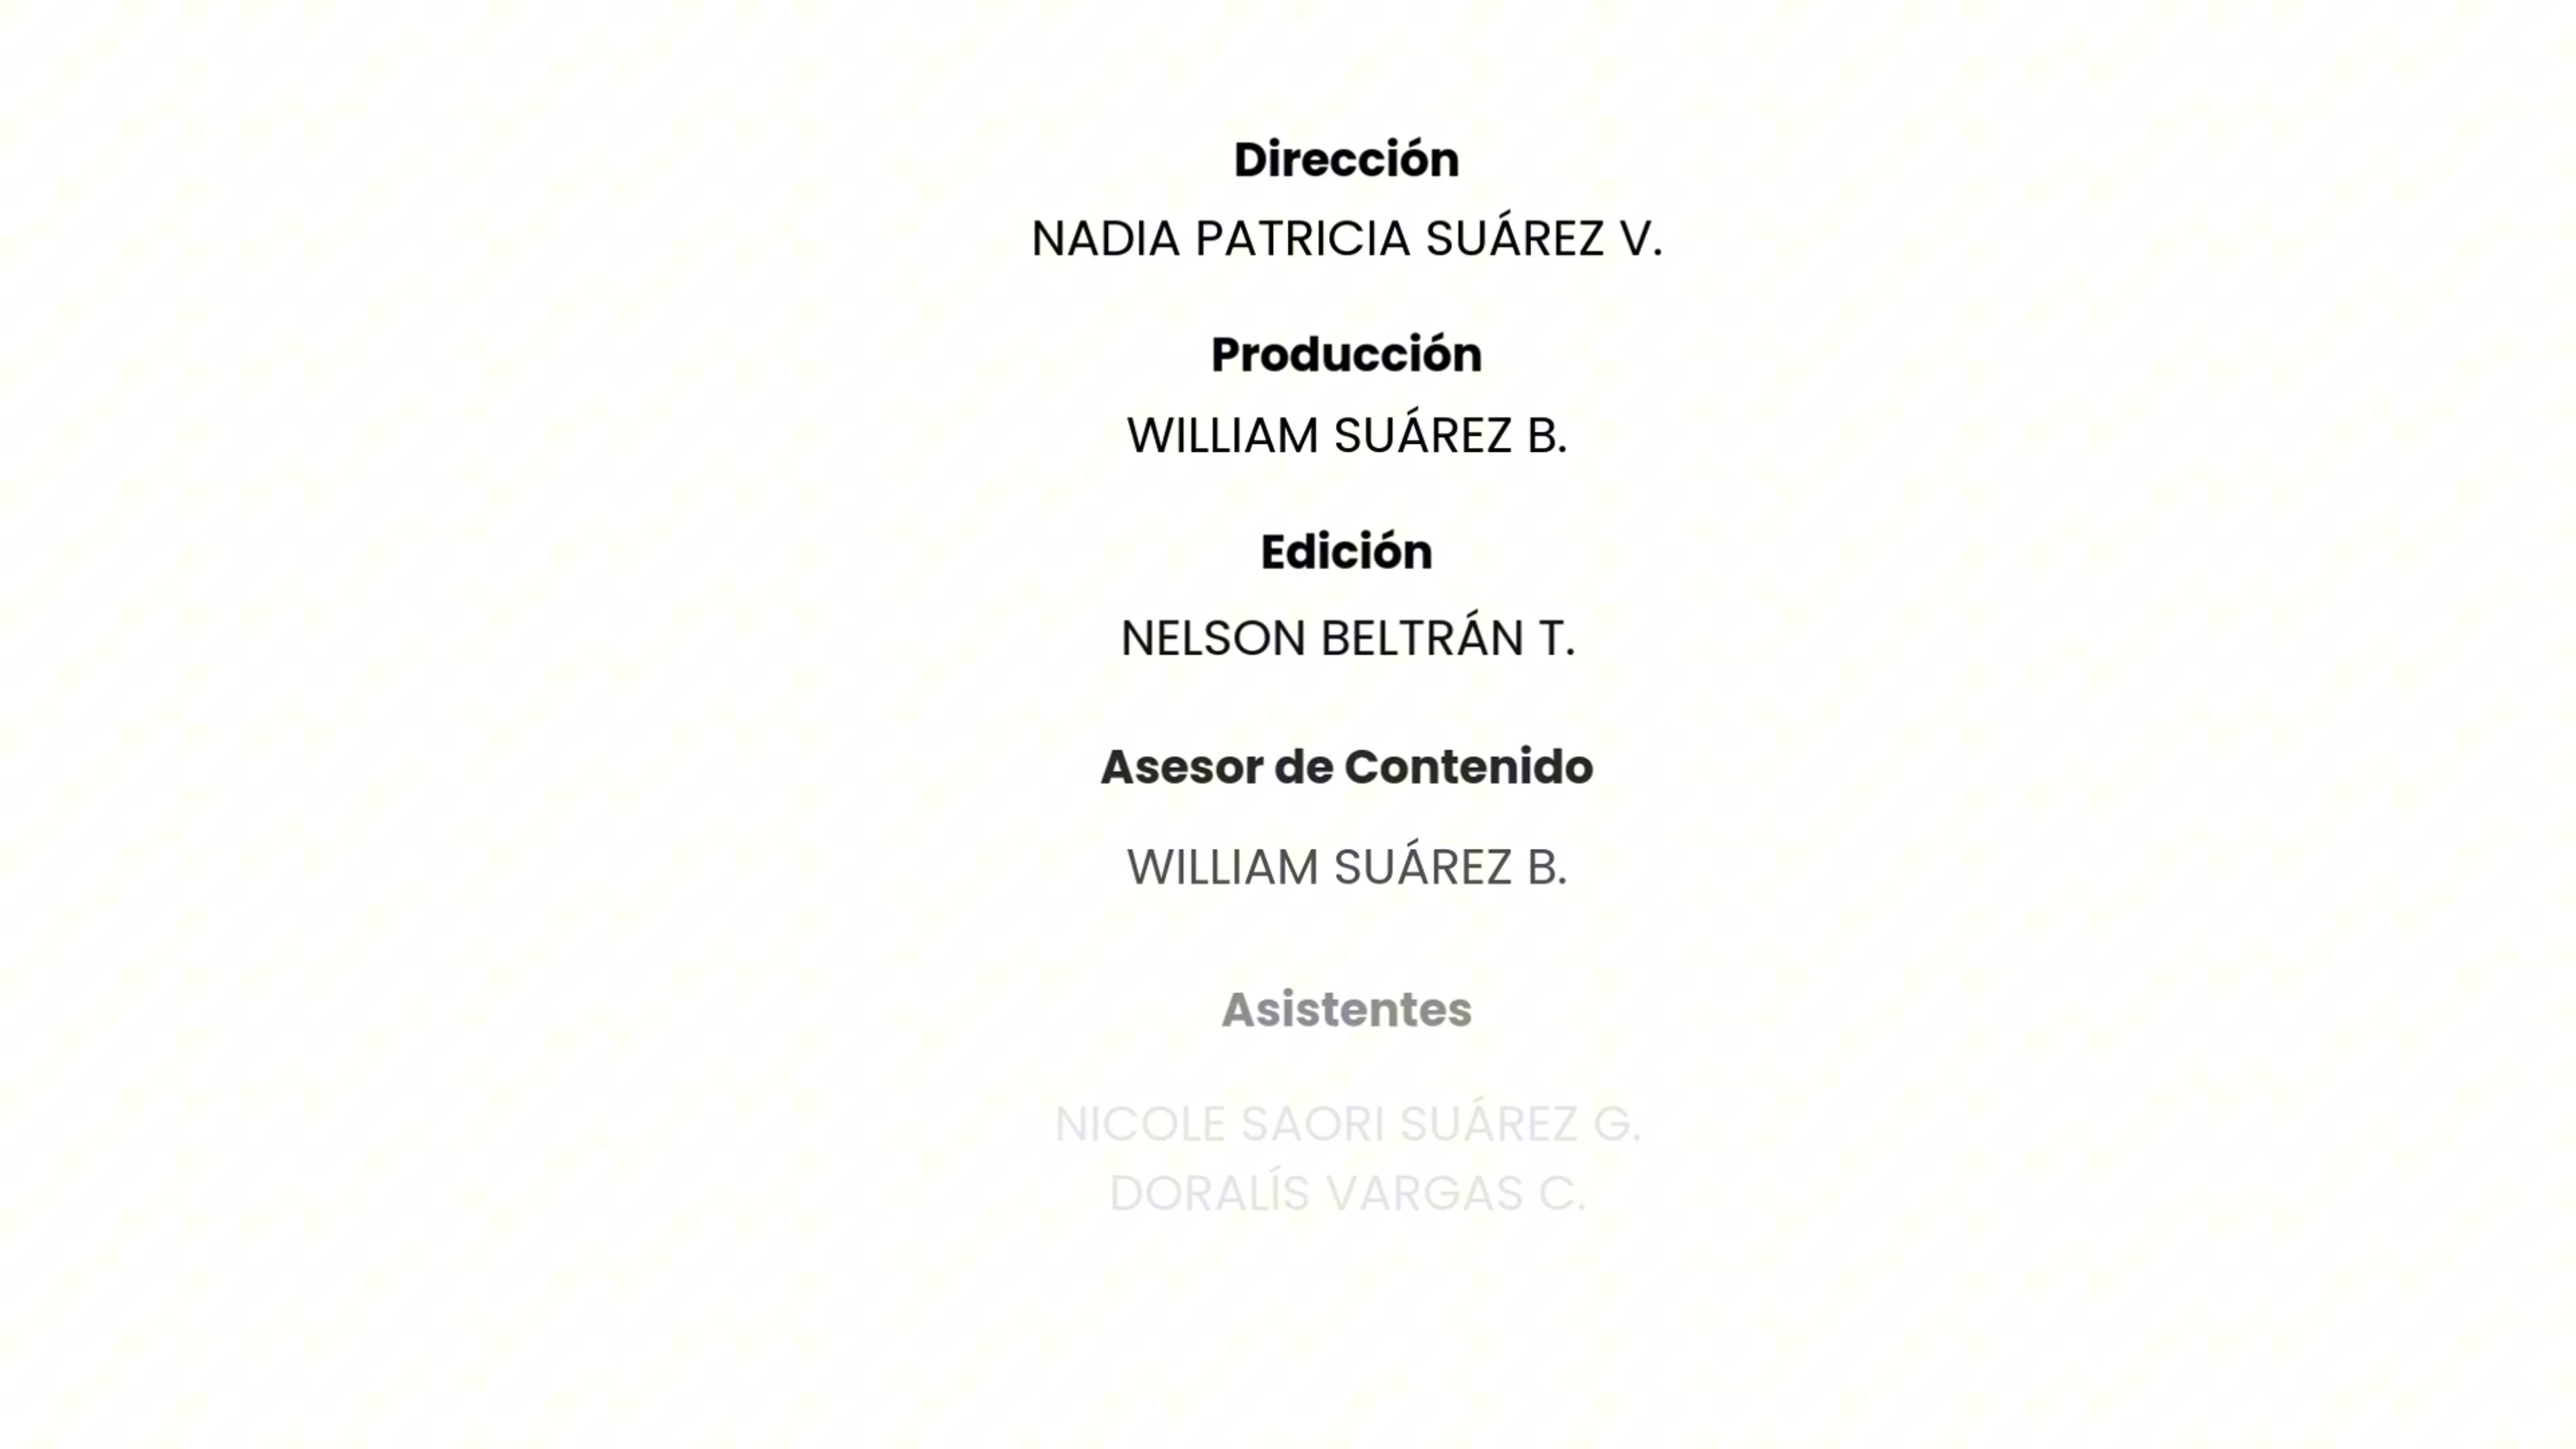 Dirección
NADIA PATRICIA SUÁREZ V.
Producción
WILLIAM SUÁREZ B.
Edición
NELSON BELTRÁN T.
Asesor de Contenido
WILLIAM SUÁREZ B.
Asistentes
NICOLE SAORI SUÁREZ G.
DORALÍS VARGAS C.